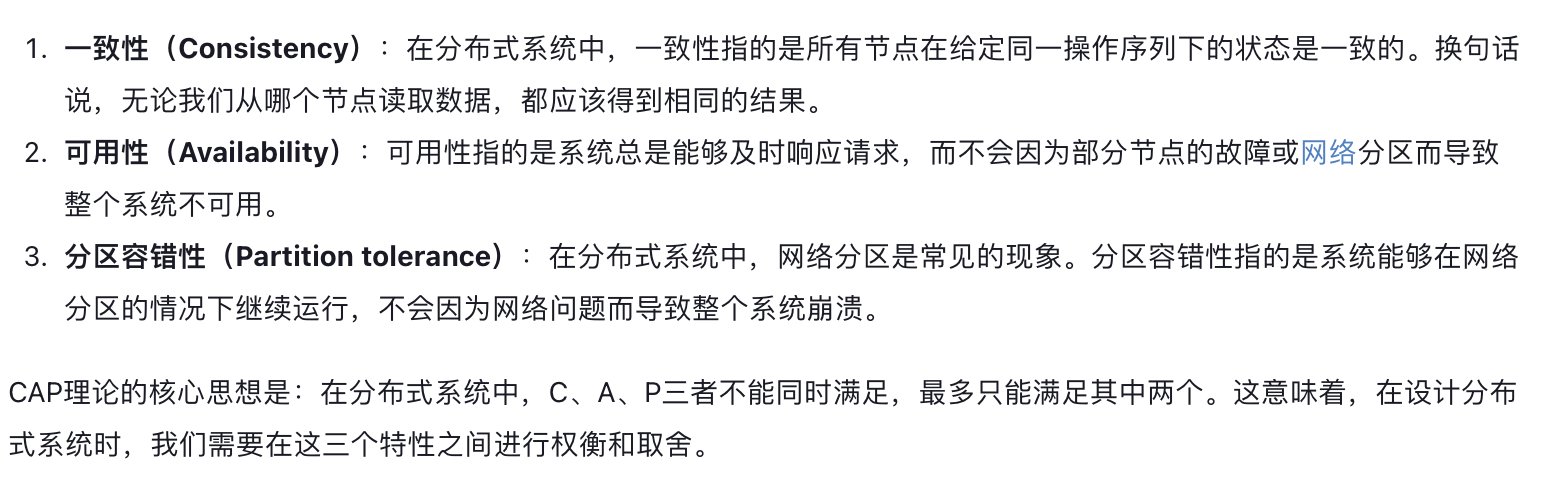 1. 一致性（Consistency）：在分布式系统中，一致性指的是所有节点在给定同一操作序列下的状态是一致的。换句话
说，无论我们从哪个节点读取数据，都应该得到相同的结果。
2. 可用性（Availability）：可用性指的是系统总是能够及时响应请求，而不会因为部分节点的故障或网络分区而导致
整个系统不可用。
3. 分区容错性（Partition tolerance）：在分布式系统中，网络分区是常见的现象。分区容错性指的是系统能够在网络
分区的情况下继续运行，不会因为网络问题而导致整个系统崩溃。
CAP理论的核心思想是：在分布式系统中，C、A、P三者不能同时满足，最多只能满足其中两个。这意味着，在设计分布
式系统时，我们需要在这三个特性之间进行权衡和取舍。